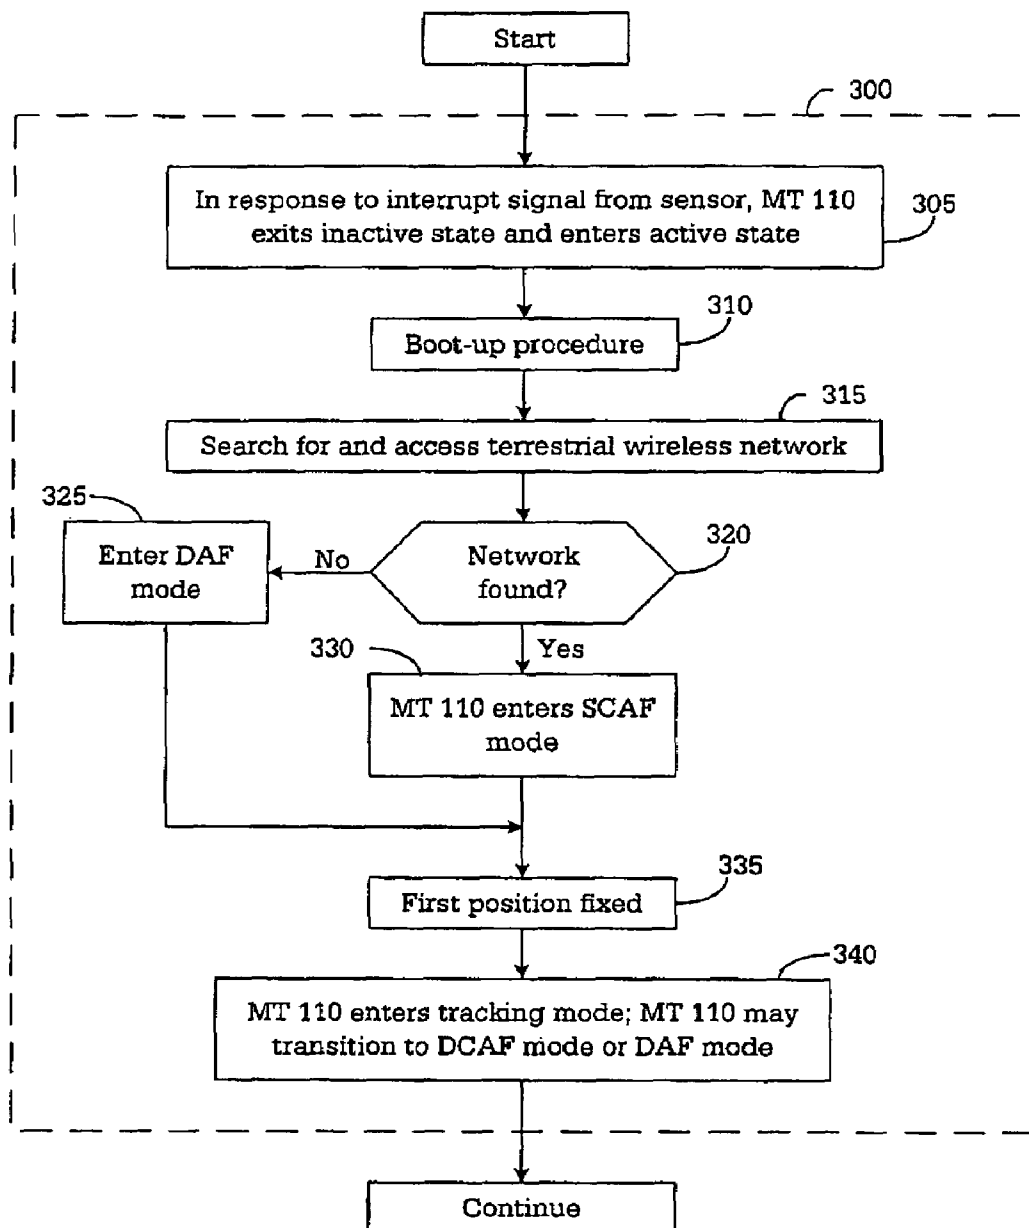 Start
300
In response to interrupt signal from sensor, MT 110
exits inactive state and enters active state
305
310
Boot-up procedure
315
Search for and access terrestrial wireless network
325
Enter DAF
mode
No
Network
found?
320
Yes
330
MT 110 enters SCAF
mode
335
First position fixed
340
MT 110 enters tracking mode; MT 110 may
transition to DCAF mode or DAF mode
Continue